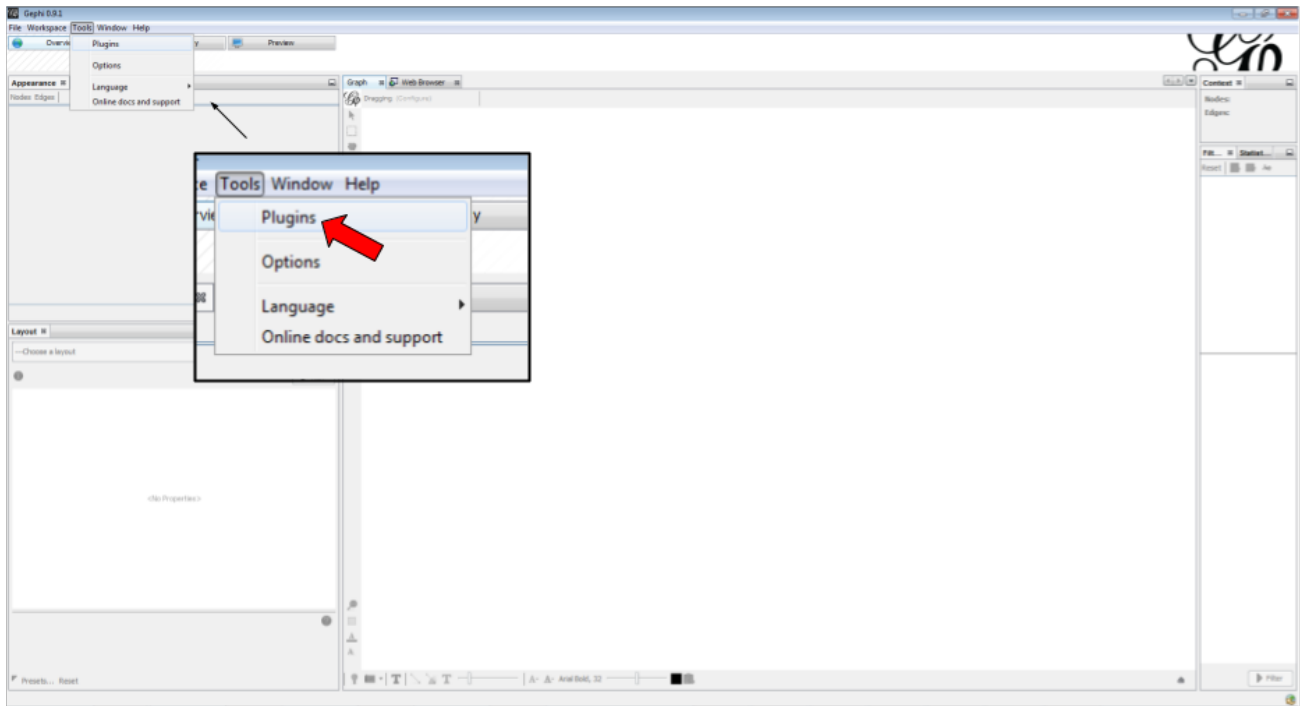 Gephi 0.9.1
File Workspace Tools Window Help
Plugins
Options
Language
Online docs and support
Preview
Appearance
Nodes Edges
Graph Web Browser
Dragging (Configure)
Context
Nodes:
Edges:
Filt... Statist...
Reset
Tools Window Help
Plugins
y
Options
Language
Online docs and support
Layout
---Choose a layout
<No Properties>
Presets... Reset
T T A- A- Arial Bold, 32
Filter